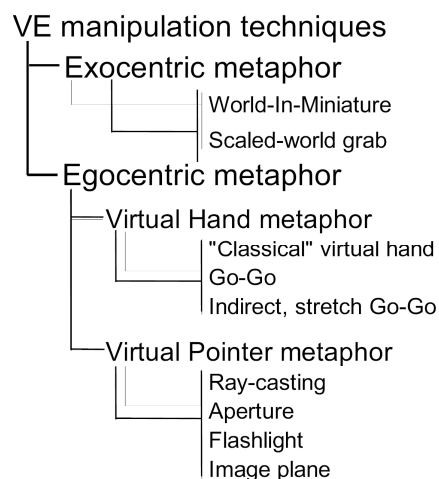 VE manipulation techniques
Exocentric metaphor
World-In-Miniature
Scaled-world grab
Egocentric metaphor
Virtual Hand metaphor
"Classical" virtual hand
Go-Go
Indirect, stretch Go-Go
Virtual Pointer metaphor
Ray-casting
Aperture
Flashlight
Image plane